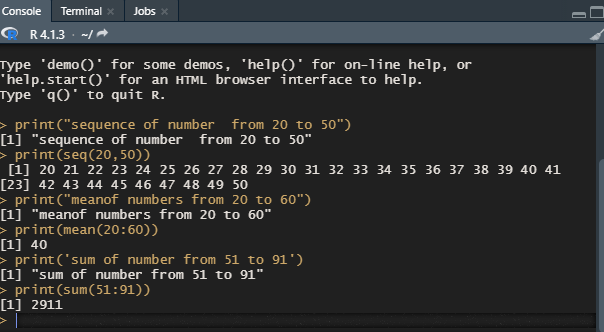 Console Terminal × Jobs ×
R 4.1.3 · ~/
Type 'demo()' for some demos, 'help()' for on-line help, or
'help.start()' for an HTML browser interface to help.
Type 'q()' to quit R.
> print("sequence of number  from 20 to 50")
[1] "sequence of number  from 20 to 50"
> print(seq(20,50))
 [1] 20 21 22 23 24 25 26 27 28 29 30 31 32 33 34 35 36 37 38 39 40 41
[23] 42 43 44 45 46 47 48 49 50
> print("meanof numbers from 20 to 60")
[1] "meanof numbers from 20 to 60"
> print(mean(20:60))
[1] 40
> print('sum of number from 51 to 91')
[1] "sum of number from 51 to 91"
> print(sum(51:91))
[1] 2911
>